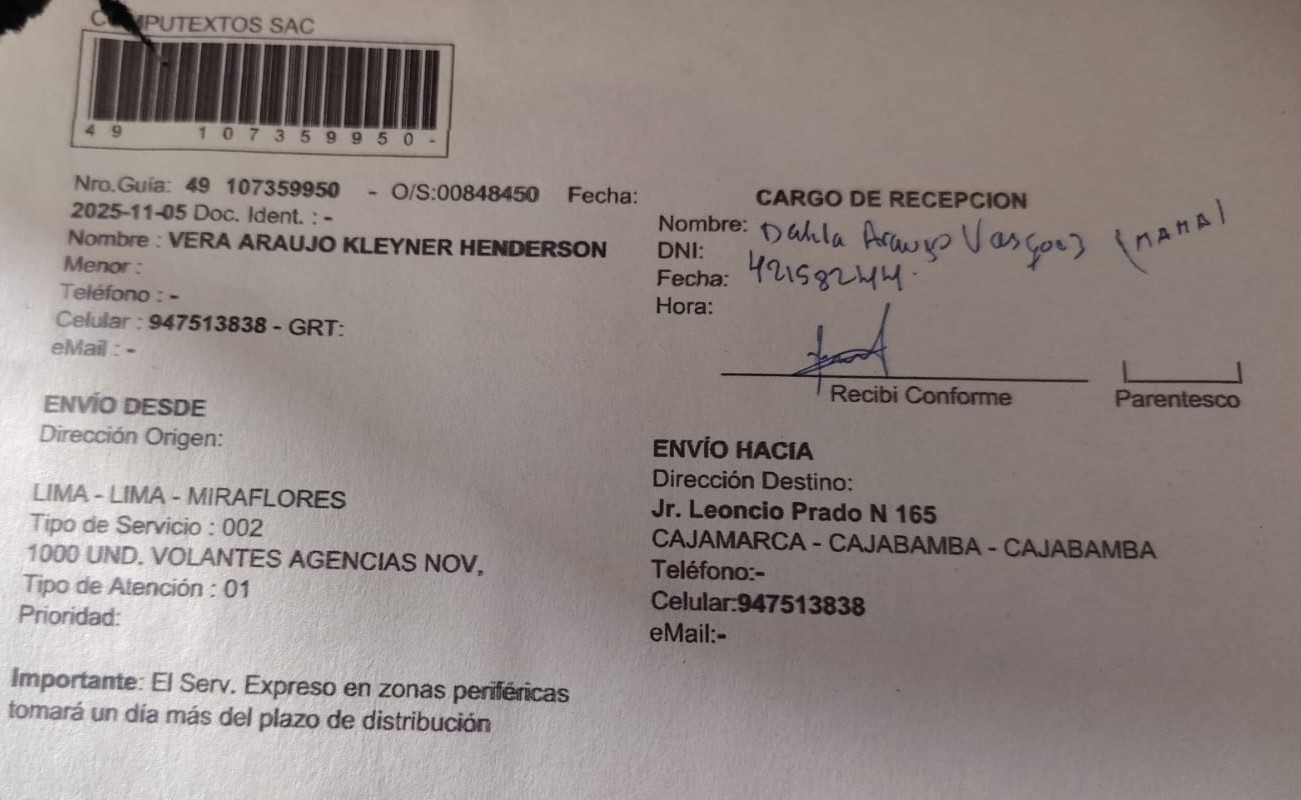 COMPUTEXTOS SAC
49 107359950-
Nro.Guía: 49 107359950 - O/S:00848450 Fecha:
2025-11-05 Doc. Ident. : -
Nombre : VERA ARAUJO KLEYNER HENDERSON
Menor :
Teléfono : -
Celular : 947513838 - GRT:
eMail : -
ENVÍO DESDE
Dirección Origen:
LIMA - LIMA - MIRAFLORES
Tipo de Servicio : 002
1000 UND. VOLANTES AGENCIAS NOV,
Tipo de Atención : 01
Prioridad:
Importante: El Serv. Expreso en zonas periféricas
tomará un día más del plazo de distribución
CARGO DE RECEPCION
Nombre: Dahla Araujo Vasquez (MAMA)
DNI: 42158244.
Fecha:
Hora:
Recibi Conforme
Parentesco
ENVÍO HACIA
Dirección Destino:
Jr. Leoncio Prado N 165
CAJAMARCA - CAJABAMBA - CAJABAMBA
Teléfono:-
Celular:947513838
eMail:-